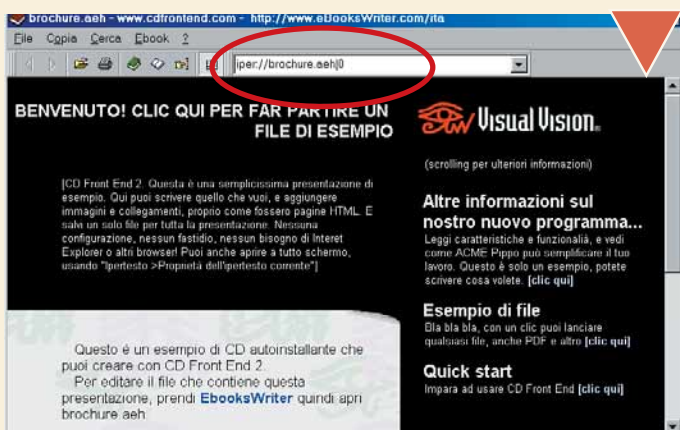 brochure.aeh - www.cdfrontend.com - http://www.eBooksWriter.com/ita
File Copia Cerca Ebook ?
iper://brochure.aeh|0
BENVENUTO! CLIC QUI PER FAR PARTIRE UN
FILE DI ESEMPIO
[CD Front End 2. Questa è una semplicissima presentazione di
esempio. Qui puoi scrivere quello che vuoi, e aggiungere
immagini e collegamenti, proprio come fossero pagine HTML. E
salvi un solo file per tutta la presentazione. Nessuna
configurazione, nessun fastidio, nessun bisogno di Interet
Explorer o altri browser! Puoi anche aprire a tutto schermo,
usando "Ipertesto >Proprietà dell'ipertesto corrente"]
Questo é un esempio di CD autoinstallante che
puoi creare con CD Front End 2.
Per editare il file che contiene questa
presentazione, prendi EbooksWriter quindi apri
brochure.aeh
Visual Vision
(scrolling per ulteriori informazioni)
Altre informazioni sul
nostro nuovo programma...
Leggi caratteristiche e funzionalià, e vedi
come ACME Pippo può semplificare il tuo
lavoro. Questo è solo un esempio, potete
scrivere cosa volete. [clic qui]
Esempio di file
Bla bla bla, con un clic puoi lanciare
qualsiasi file, anche PDF e altro [clic qui]
Quick start
Impara ad usare CD Front End [clic qui]